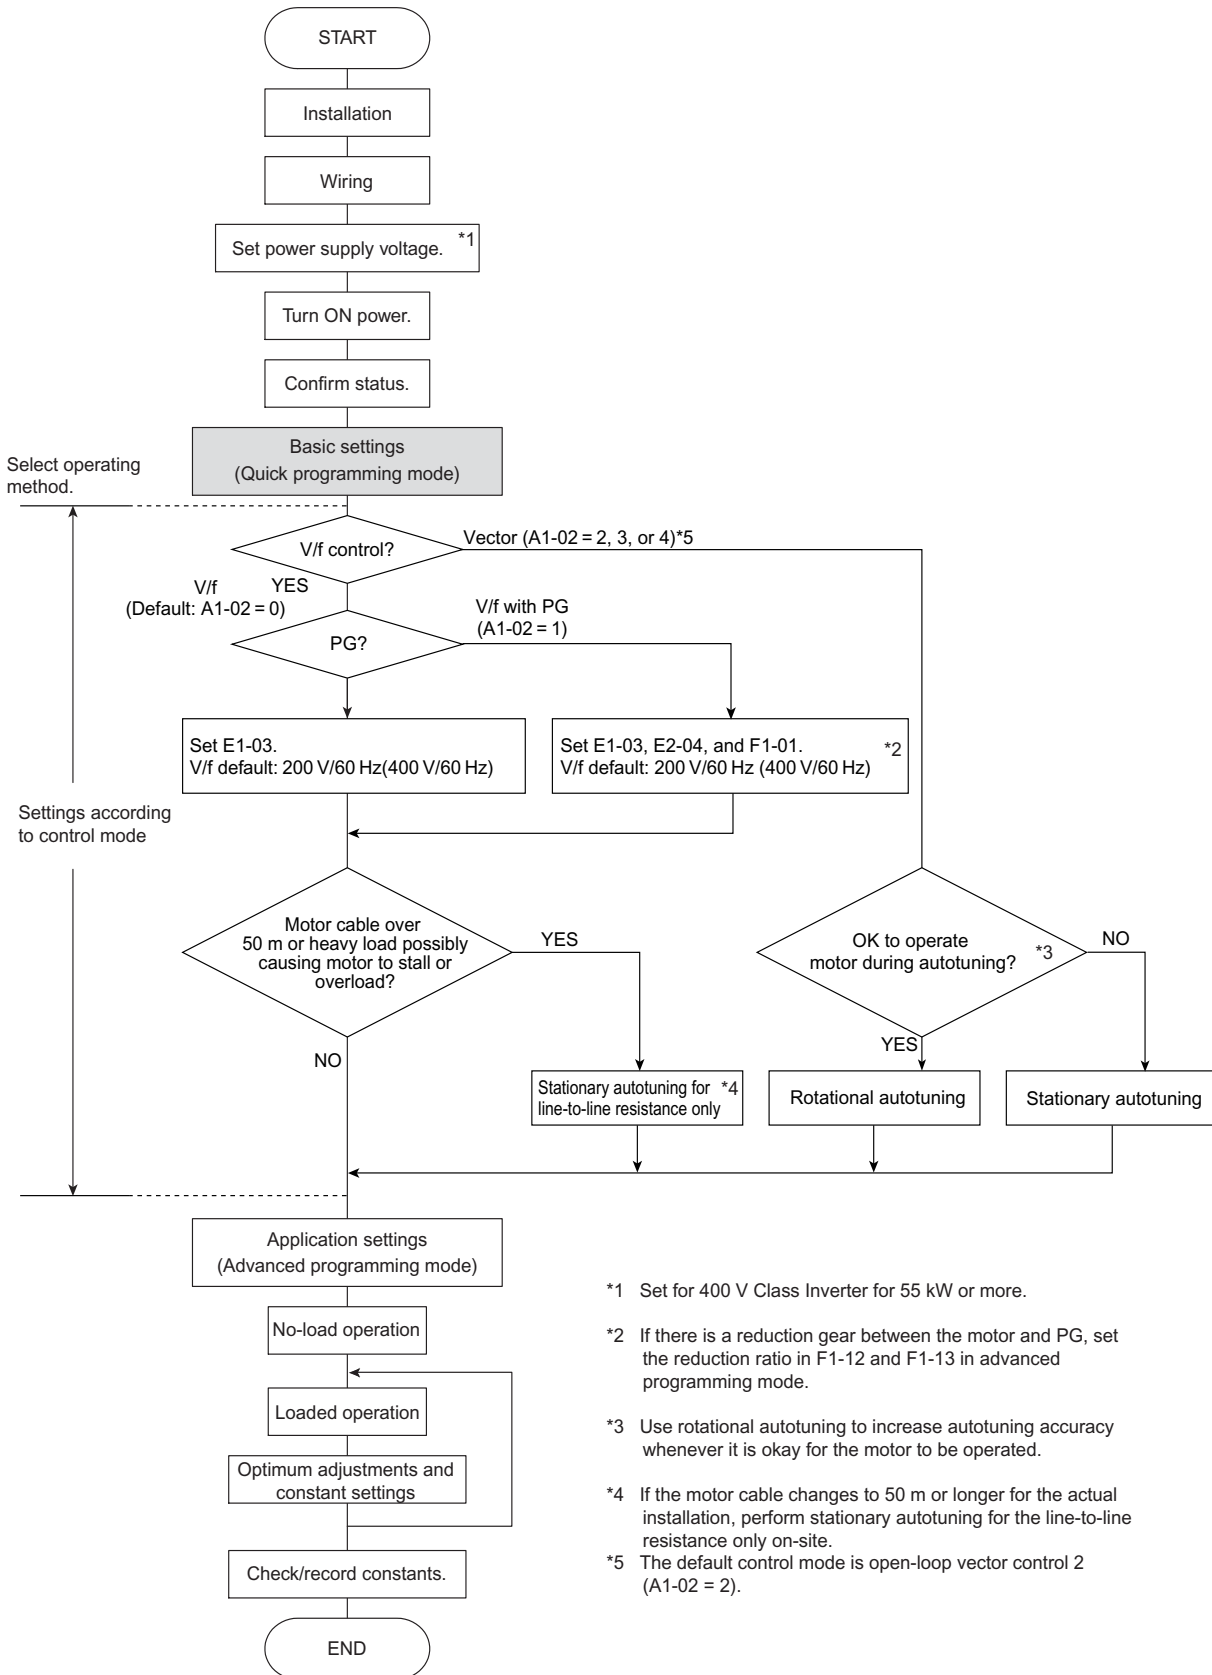 START
Installation
Wiring
Set power supply voltage. *1
Turn ON power.
Confirm status.
Basic settings
(Quick programming mode)
Select operating
method.
V/f control?
Vector (A1-02 = 2, 3, or 4)*5
V/f
(Default: A1-02 = 0)
YES
PG?
V/f with PG
(A1-02 = 1)
Set E1-03.
V/f default: 200 V/60 Hz(400 V/60 Hz)
Set E1-03, E2-04, and F1-01. *2
V/f default: 200 V/60 Hz (400 V/60 Hz)
Settings according
to control mode
Motor cable over
50 m or heavy load possibly
causing motor to stall or
overload?
YES
NO
OK to operate
motor during autotuning? *3
NO
YES
Stationary autotuning for *4
line-to-line resistance only
Rotational autotuning
Stationary autotuning
Application settings
(Advanced programming mode)
No-load operation
Loaded operation
Optimum adjustments and
constant settings
Check/record constants.
END
*1 Set for 400 V Class Inverter for 55 kW or more.
*2 If there is a reduction gear between the motor and PG, set
the reduction ratio in F1-12 and F1-13 in advanced
programming mode.
*3 Use rotational autotuning to increase autotuning accuracy
whenever it is okay for the motor to be operated.
*4 If the motor cable changes to 50 m or longer for the actual
installation, perform stationary autotuning for the line-to-line
resistance only on-site.
*5 The default control mode is open-loop vector control 2
(A1-02 = 2).